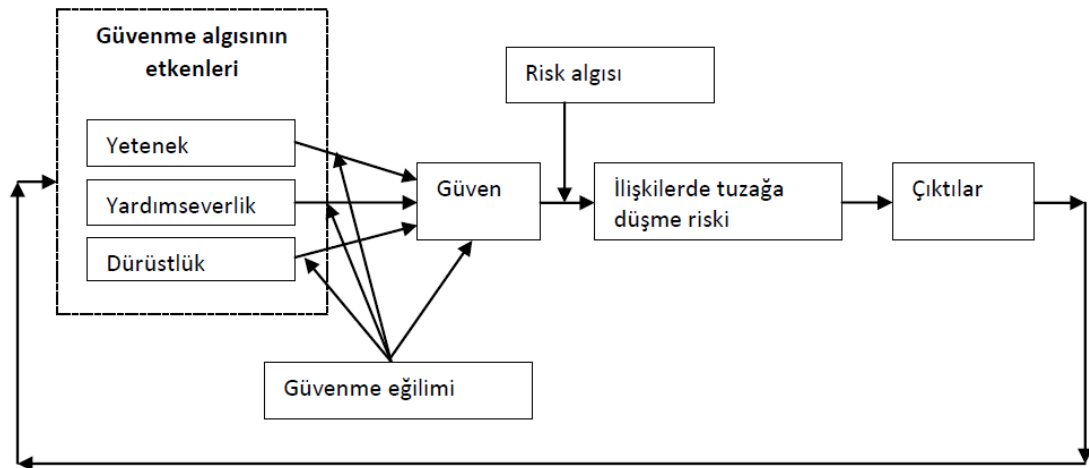 Güvenme algısının
etkenleri
Yetenek
Yardımseverlik
Dürüstlük
Güvenme eğilimi
Güven
Risk algısı
İlişkilerde tuzağa
düşme riski
Çıktılar